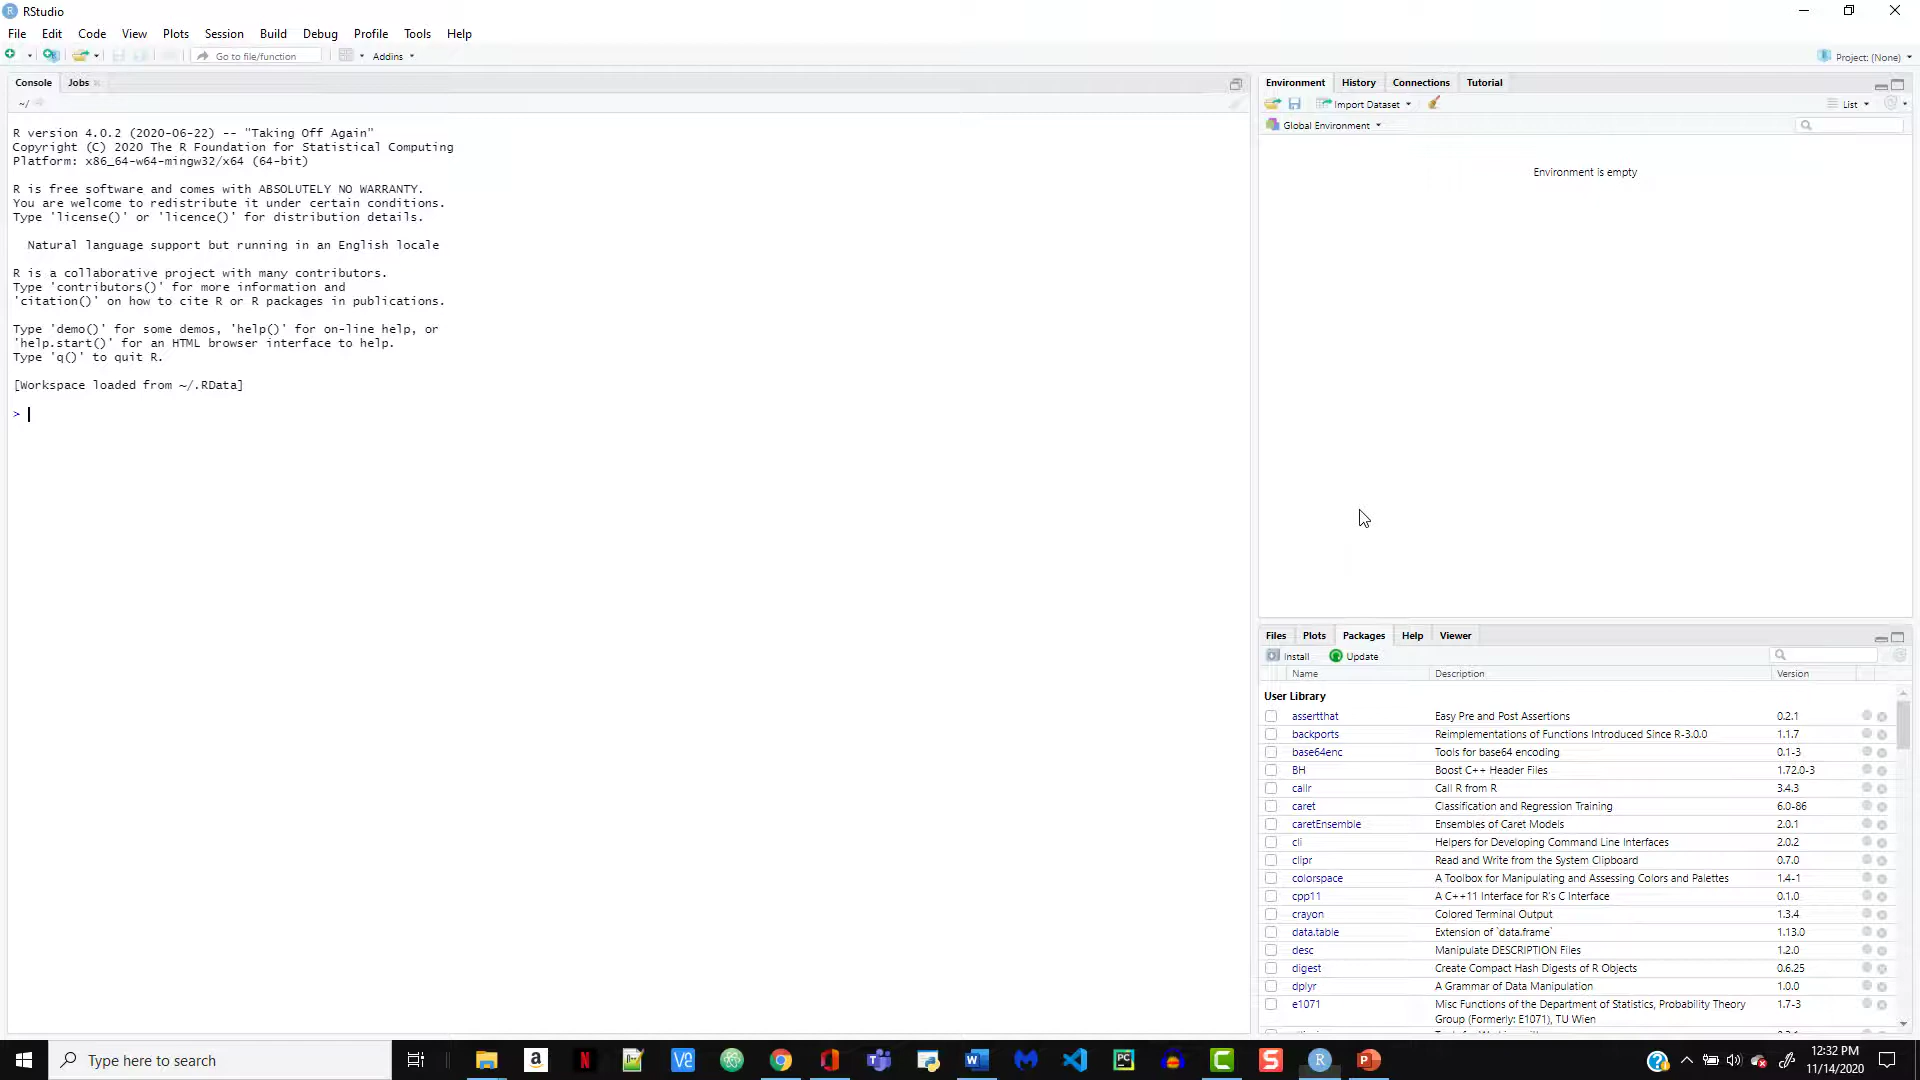 RStudio
File Edit Code View Plots Session Build Debug Profile Tools Help
Go to file/function Addins Project: (None)
Console Jobs
~/
R version 4.0.2 (2020-06-22) -- "Taking Off Again"
Copyright (C) 2020 The R Foundation for Statistical Computing
Platform: x86_64-w64-mingw32/x64 (64-bit)
R is free software and comes with ABSOLUTELY NO WARRANTY.
You are welcome to redistribute it under certain conditions.
Type 'license()' or 'licence()' for distribution details.
Natural language support but running in an English locale
R is a collaborative project with many contributors.
Type 'contributors()' for more information and
'citation()' on how to cite R or R packages in publications.
Type 'demo()' for some demos, 'help()' for on-line help, or
'help.start()' for an HTML browser interface to help.
Type 'q()' to quit R.
[Workspace loaded from ~/.RData]
>
Environment History Connections Tutorial
Import Dataset List
Global Environment
Environment is empty
Files Plots Packages Help Viewer
Install Update
Name Description Version
User Library
assertthat Easy Pre and Post Assertions 0.2.1
backports Reimplementations of Functions Introduced Since R-3.0.0 1.1.7
base64enc Tools for base64 encoding 0.1-3
BH Boost C++ Header Files 1.72.0-3
callr Call R from R 3.4.3
caret Classification and Regression Training 6.0-86
caretEnsemble Ensembles of Caret Models 2.0.1
cli Helpers for Developing Command Line Interfaces 2.0.2
clipr Read and Write from the System Clipboard 0.7.0
colorspace A Toolbox for Manipulating and Assessing Colors and Palettes 1.4-1
cpp11 A C++11 Interface for R's C Interface 0.1.0
crayon Colored Terminal Output 1.3.4
data.table Extension of `data.frame` 1.13.0
desc Manipulate DESCRIPTION Files 1.2.0
digest Create Compact Hash Digests of R Objects 0.6.25
dplyr A Grammar of Data Manipulation 1.0.0
e1071 Misc Functions of the Department of Statistics, Probability Theory 1.7-3
Group (Formerly: E1071), TU Wien
Type here to search
12:32 PM
11/14/2020